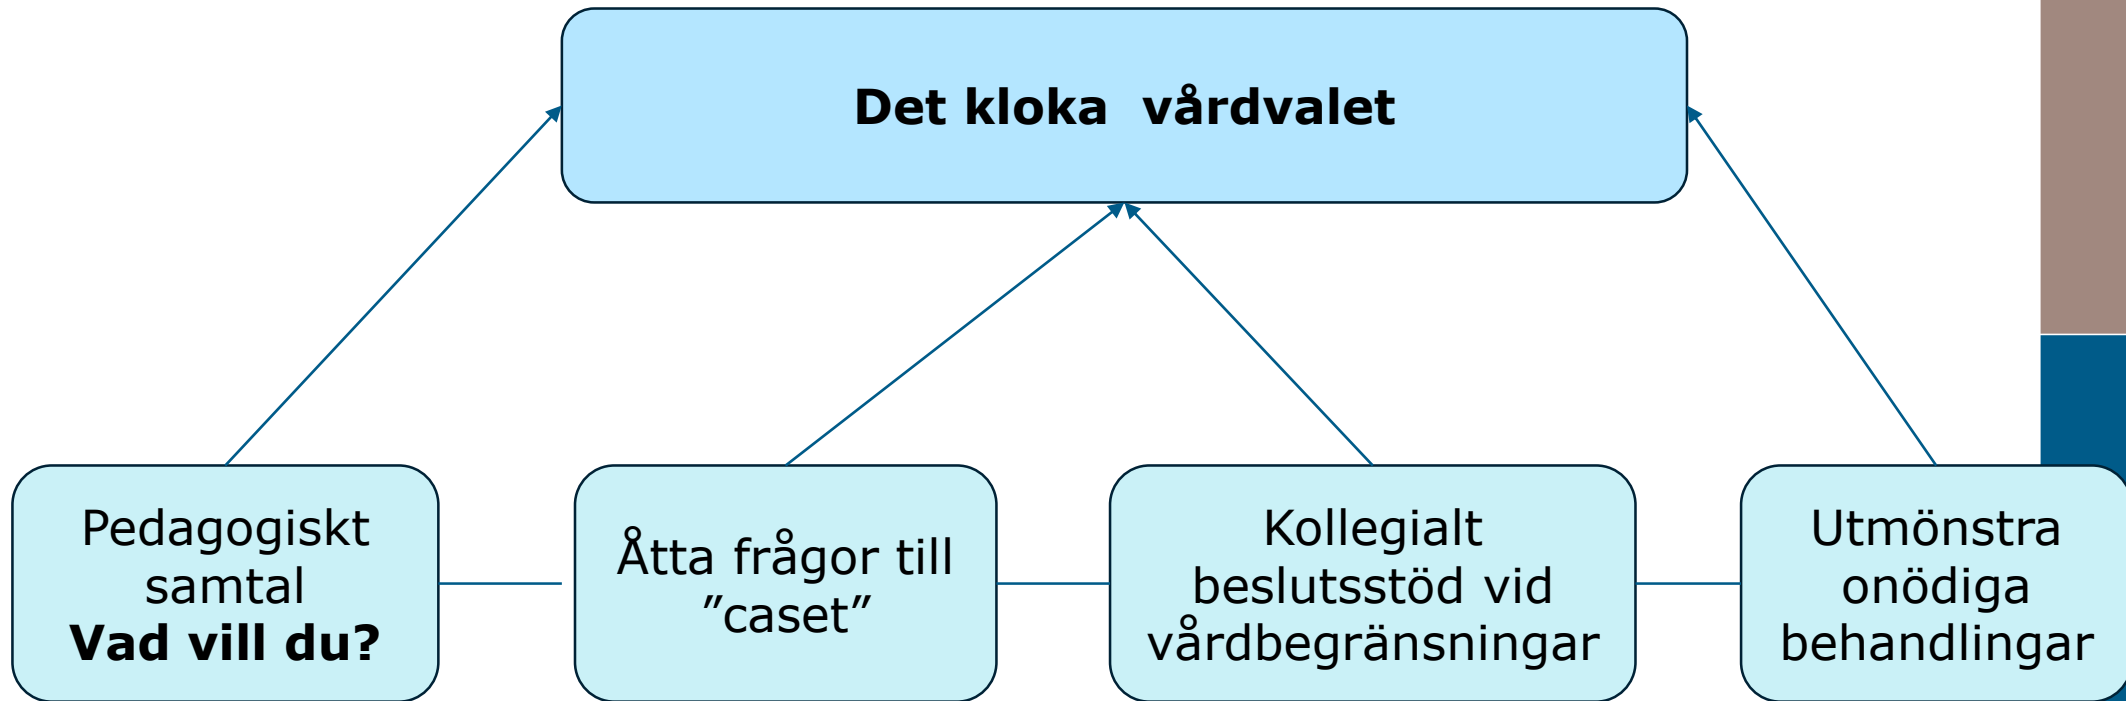 Det kloka  vårdvalet
Pedagogiskt
samtal
Vad vill du?
Åtta frågor till
”caset”
Kollegialt
beslutsstöd vid
vårdbegränsningar
Utmönstra
onödiga
behandlingar